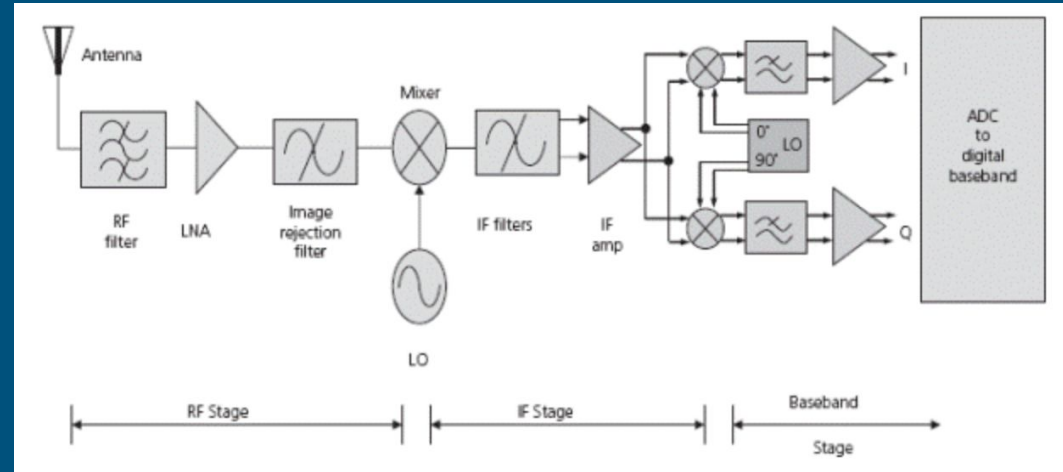 Antenna
RF
filter
LNA
Image
rejection
filter
Mixer
LO
IF filters
IF
amp
0°
LO
90°
I
Q
ADC
to
digital
baseband
RF Stage
IF Stage
Baseband
Stage